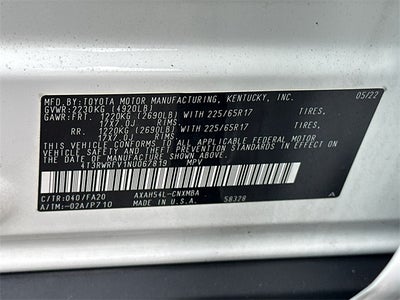 MFD.BY:TOYOTA MOTOR MANUFACTURING, KENTUCKY, INC. 05/22
GVWR:2230KG (4920LB)
GAWR:FRT. 1220KG (2690LB) WITH 225/65R17 TIRES,
17X7.0J RIMS,
RR. 1220KG (2690LB) WITH 225/65R17 TIRES,
17X7.0J RIMS,
THIS VEHICLE CONFORMS TO ALL APPLICABLE FEDERAL MOTOR
VEHICLE SAFETY AND THEFT PREVENTION STANDARDS IN EFFECT
ON THE DATE OF MANUFACTURE SHOWN ABOVE.
4T3RWRFV1NU067819 MPV
C/TR:040/FA20 AXAH54L-CNXMBA A
A/TM:-02A/P710 MADE IN U.S.A. 58328